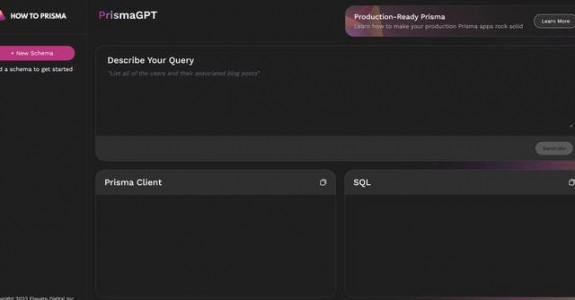 HOW TO PRISMA
+ New Schema
d a schema to get started
PrismaGPT
Production-Ready Prisma
Learn how to make your production Prisma apps rock solid
Learn More
Describe Your Query
"List all of the users and their associated blog posts"
Generate
Prisma Client
SQL
2023 Elevate Digital Inc